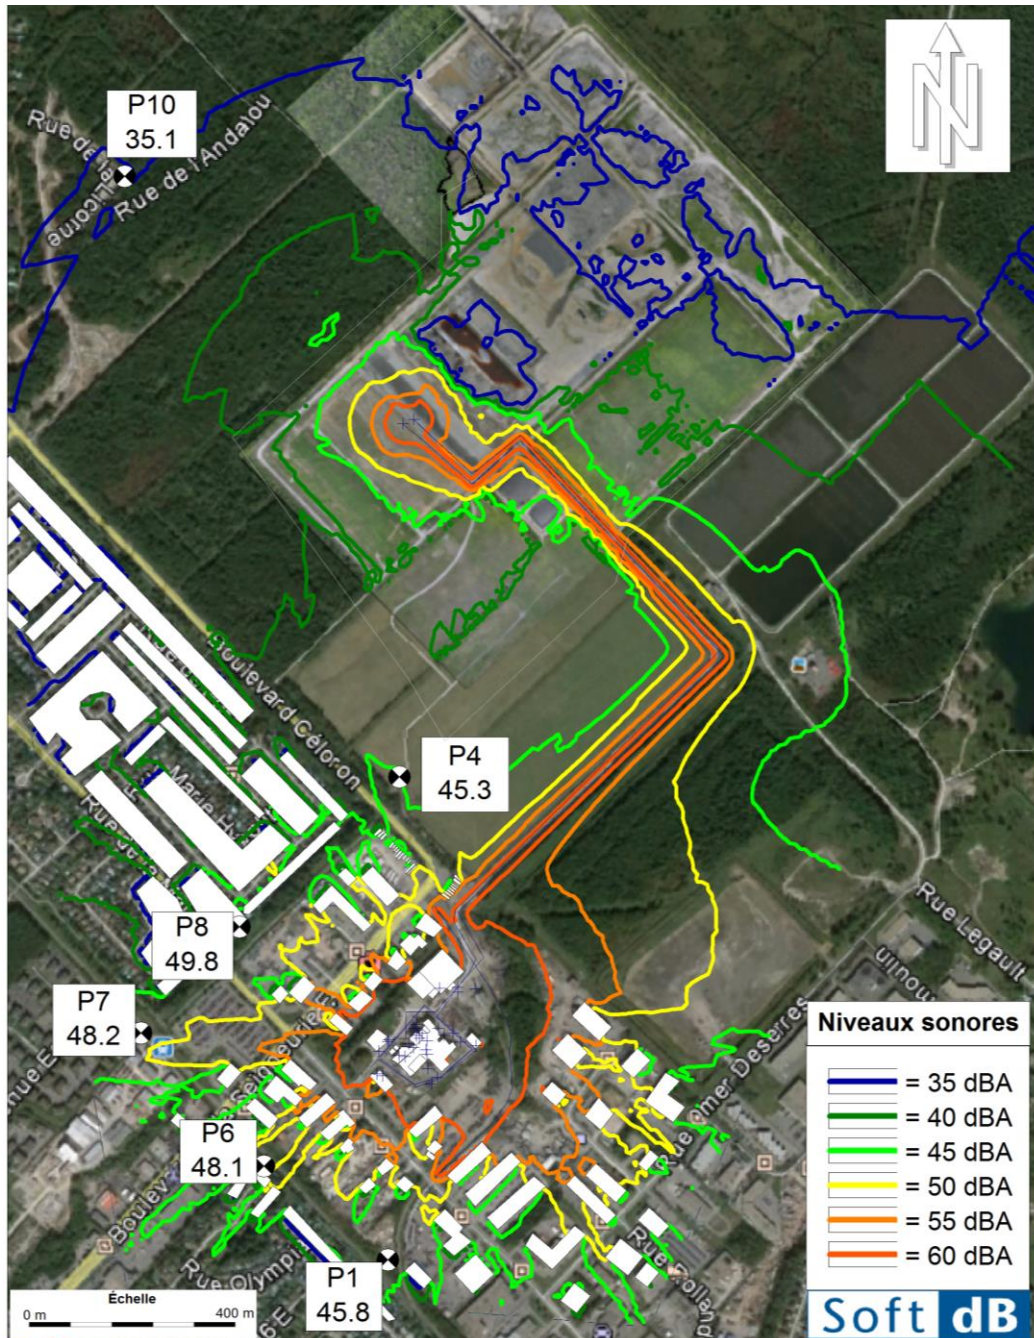 N
P10
35.1
Rue de la Licorne
Rue de l'Andalou
Boulevard Céloron
P4
45.3
P8
49.8
P7
48.2
P6
48.1
P1
45.8
Rue Legault
Rue Omer Deserres
Niveaux sonores
= 35 dBA
= 40 dBA
= 45 dBA
= 50 dBA
= 55 dBA
= 60 dBA
Échelle
0 m
400 m
Soft dB